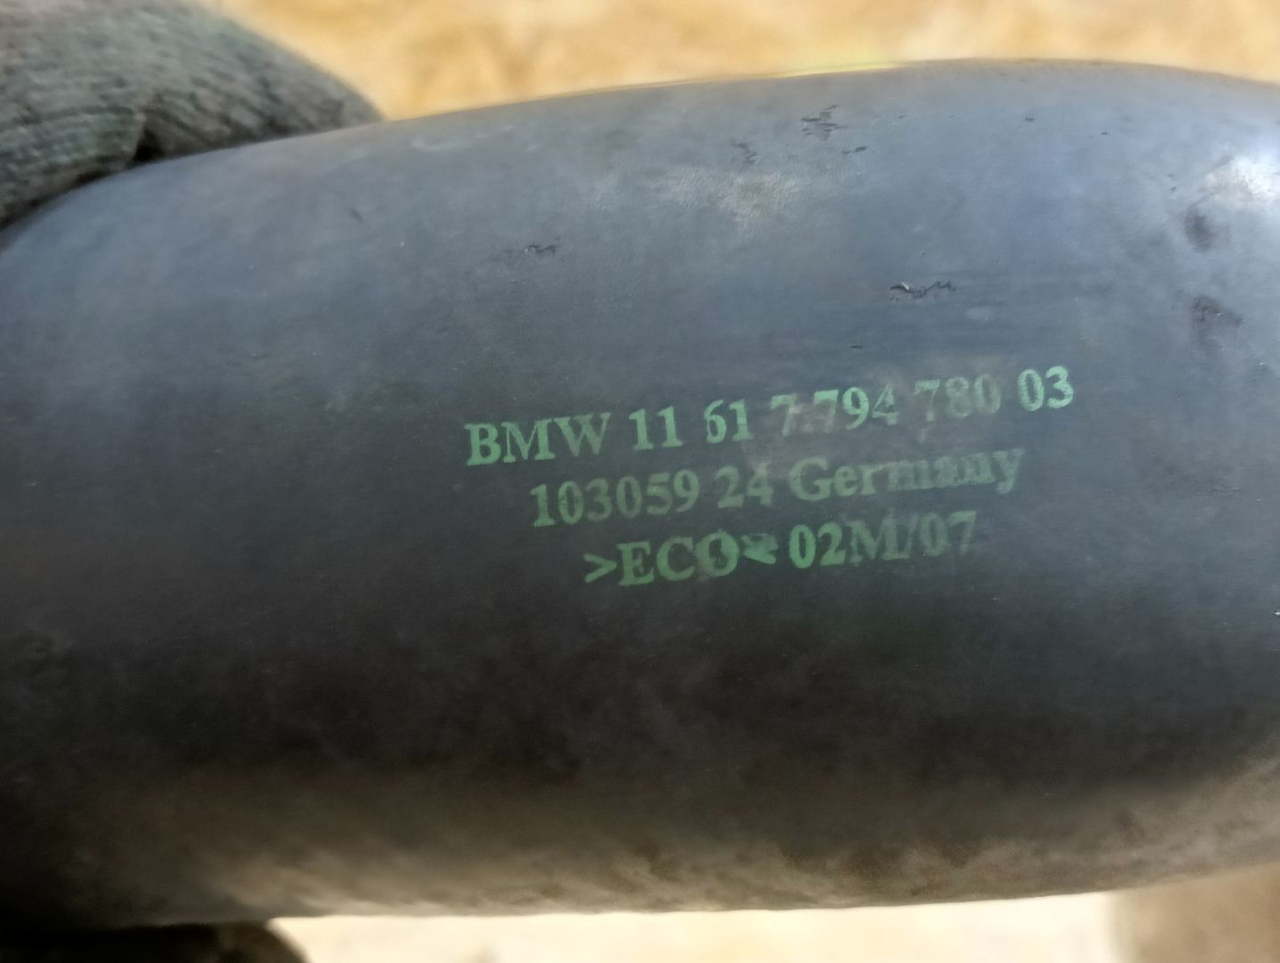 BMW 11 61 7 794 780 03
103059 24 Germany
>ECO< 02M/07